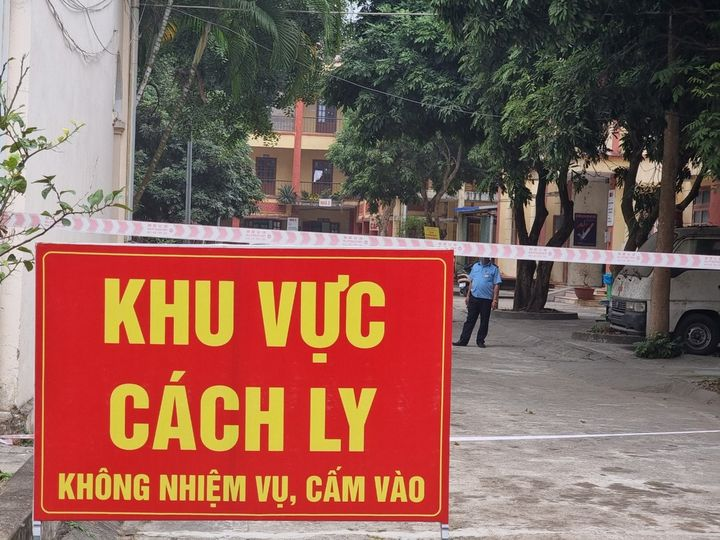 KHU VỰC
CÁCH LY
KHÔNG NHIỆM VỤ, CẤM VÀO